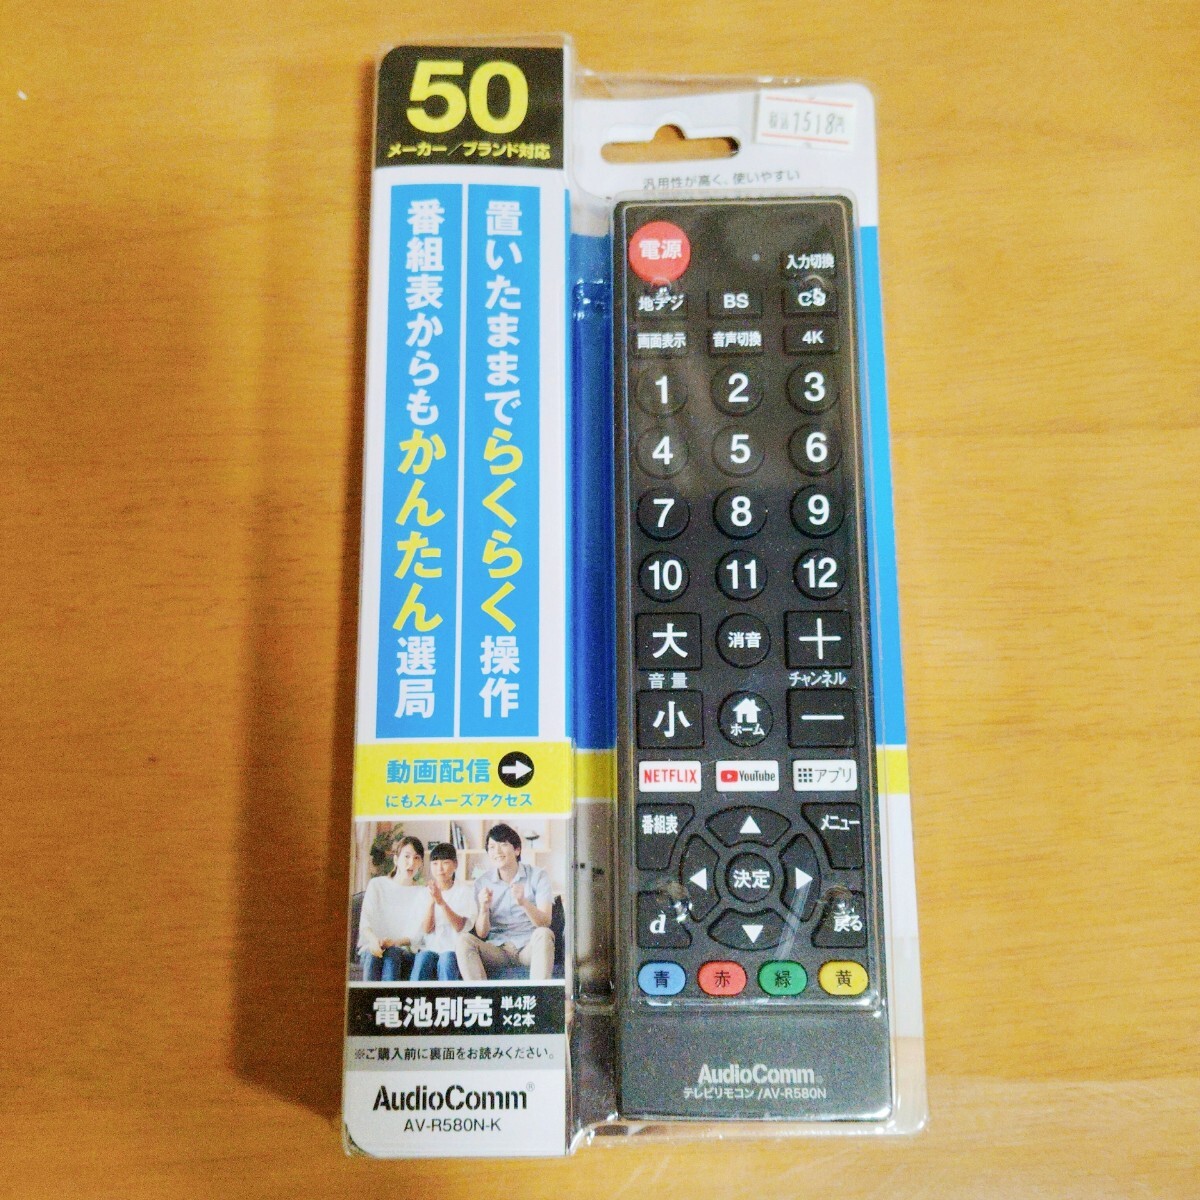 50
メーカー/ブランド対応
置いたままでらくらく操作
番組表からもかんたん選局
動画配信
にもスムーズアクセス
電池別売 単4形×2本
※ご購入前に裏面をお読みください。
AudioComm®
AV-R580N-K
税込1518円
汎用性が高く、使いやすい
電源
入力切換
地デジ BS CS
画面表示 音声切換 4K
1 2 3
4 5 6
7 8 9
10 11 12
大 消音 +
音量 チャンネル
小 ホーム −
NETFLIX YouTube アプリ
番組表 メニュー
決定
d 戻る
青 赤 緑 黄
AudioComm®
テレビリモコン/AV-R580N